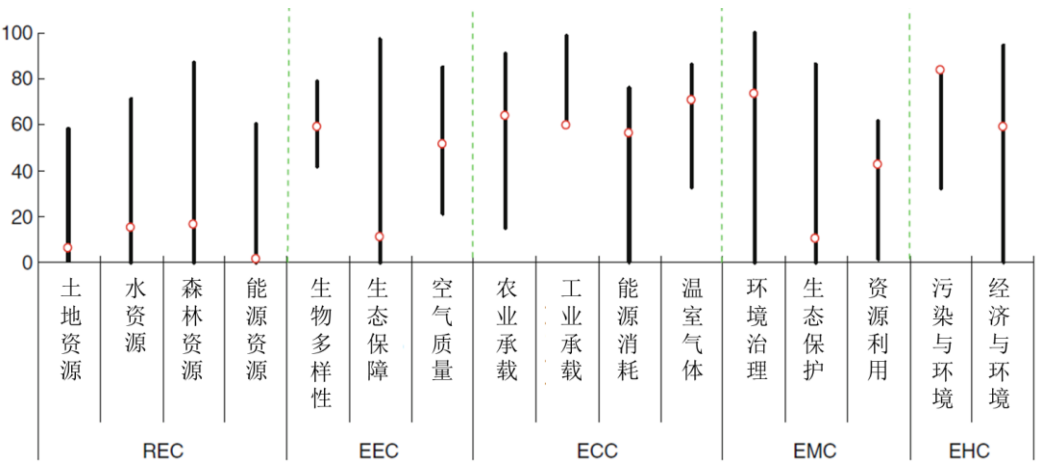 100
80
60
40
20
0
土地资源
水资源
森林资源
能源资源
生物多样性
生态保障
空气质量
农业承载
工业承载
能源消耗
温室气体
环境治理
生态保护
资源利用
污染与环境
经济与环境
REC
EEC
ECC
EMC
EHC